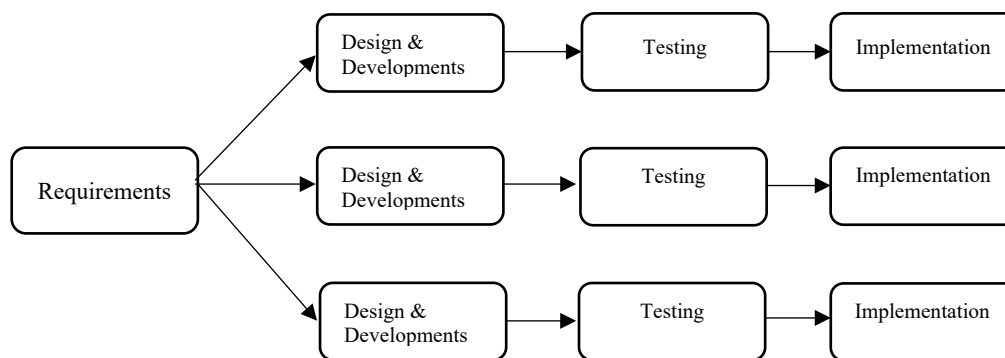 Design &
Developments
Testing
Implementation
Requirements
Design &
Developments
Testing
Implementation
Design &
Developments
Testing
Implementation